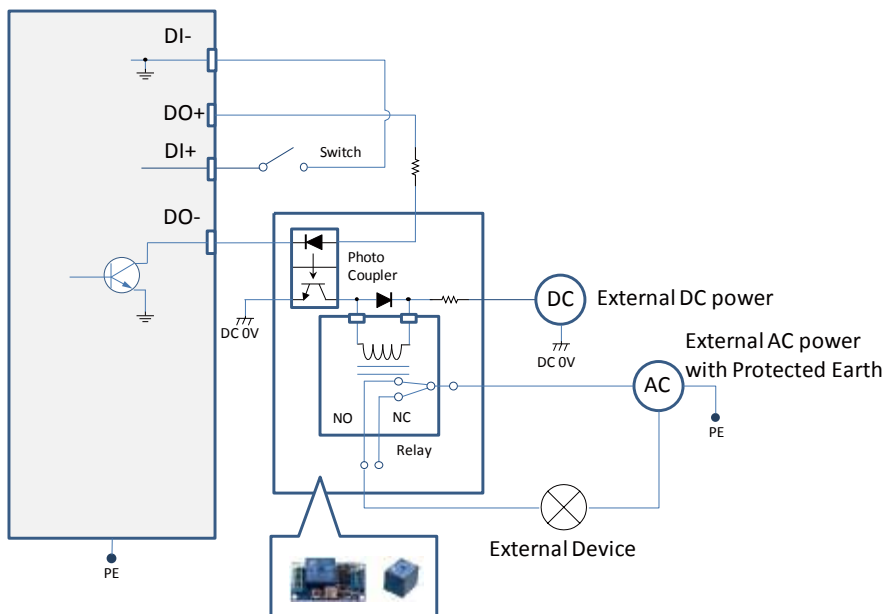 DI-
DO+
DI+
Switch
DO-
Photo
Coupler
DC 0V
DC
External DC power
DC 0V
External AC power
with Protected Earth
AC
PE
NO
NC
Relay
External Device
PE